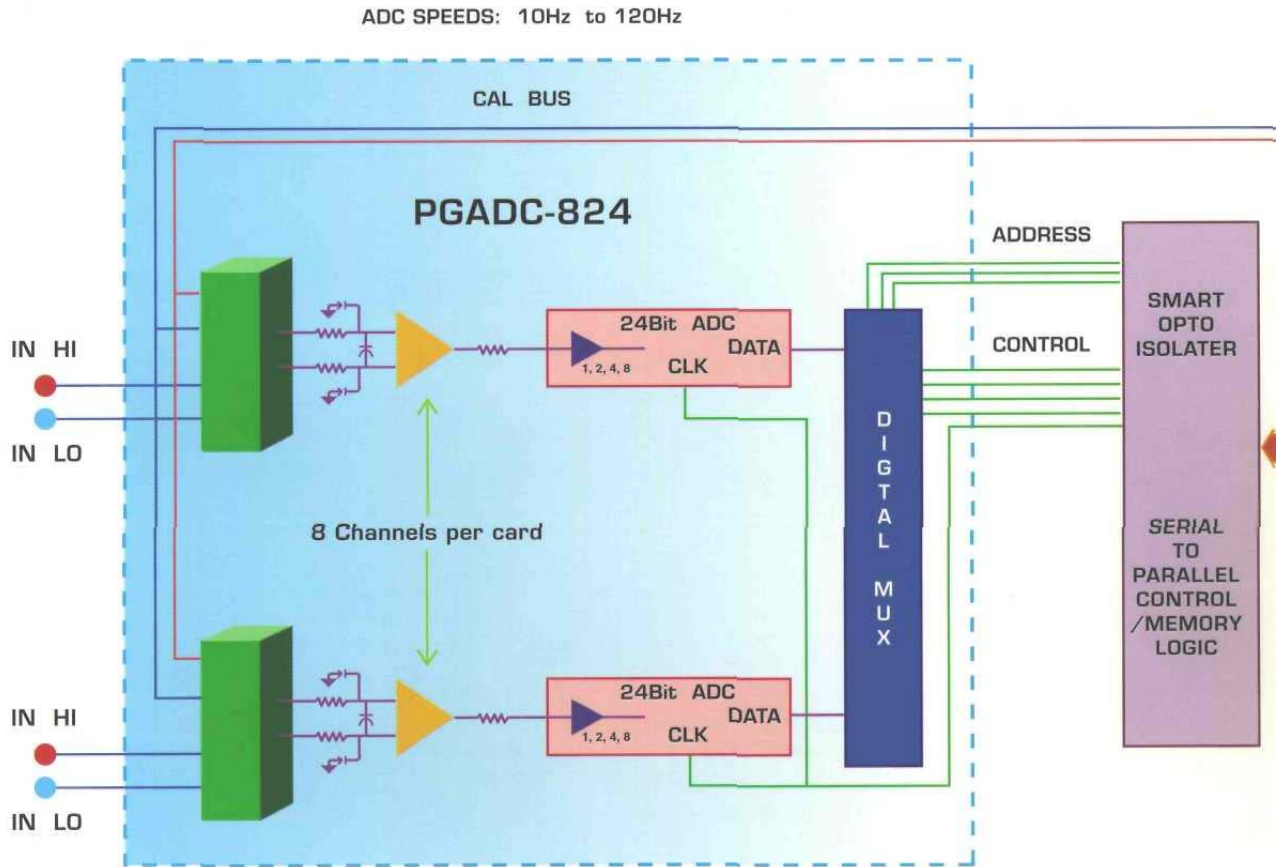 ADC SPEEDS: 10Hz to 120Hz
CAL BUS
PGADC-824
ADDRESS
SMART
OPTO
ISOLATER
CONTROL
IN HI
IN LO
24Bit ADC
DATA
1, 2, 4, 8
CLK
DIGTAL MUX
8 Channels per card
SERIAL
TO
PARALLEL
CONTROL
/MEMORY
LOGIC
IN HI
IN LO
24Bit ADC
DATA
1, 2, 4, 8
CLK